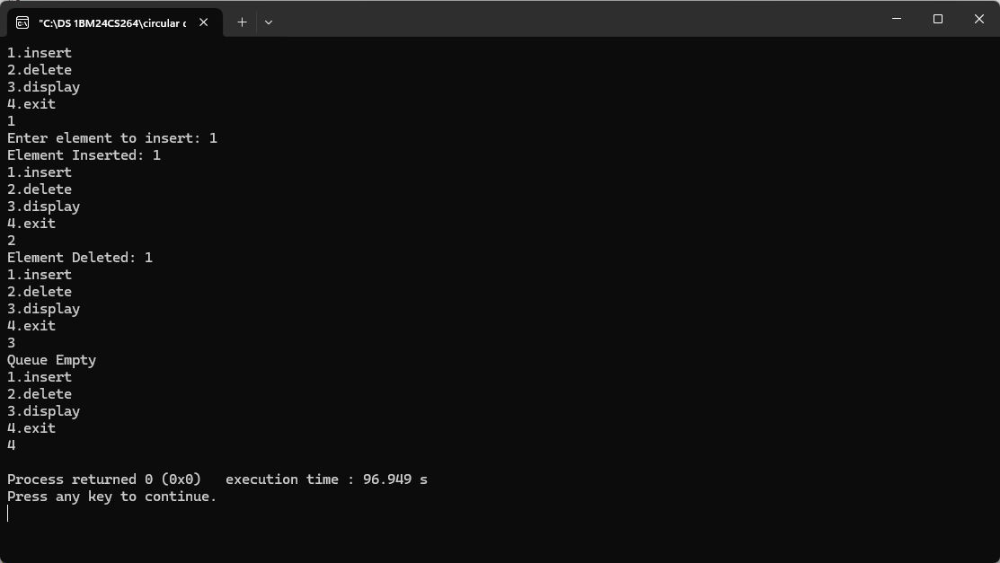 "C:\DS 1BM24CS264\circular c
1.insert
2.delete
3.display
4.exit
1
Enter element to insert: 1
Element Inserted: 1
1.insert
2.delete
3.display
4.exit
2
Element Deleted: 1
1.insert
2.delete
3.display
4.exit
3
Queue Empty
1.insert
2.delete
3.display
4.exit
4
Process returned 0 (0x0)   execution time : 96.949 s
Press any key to continue.